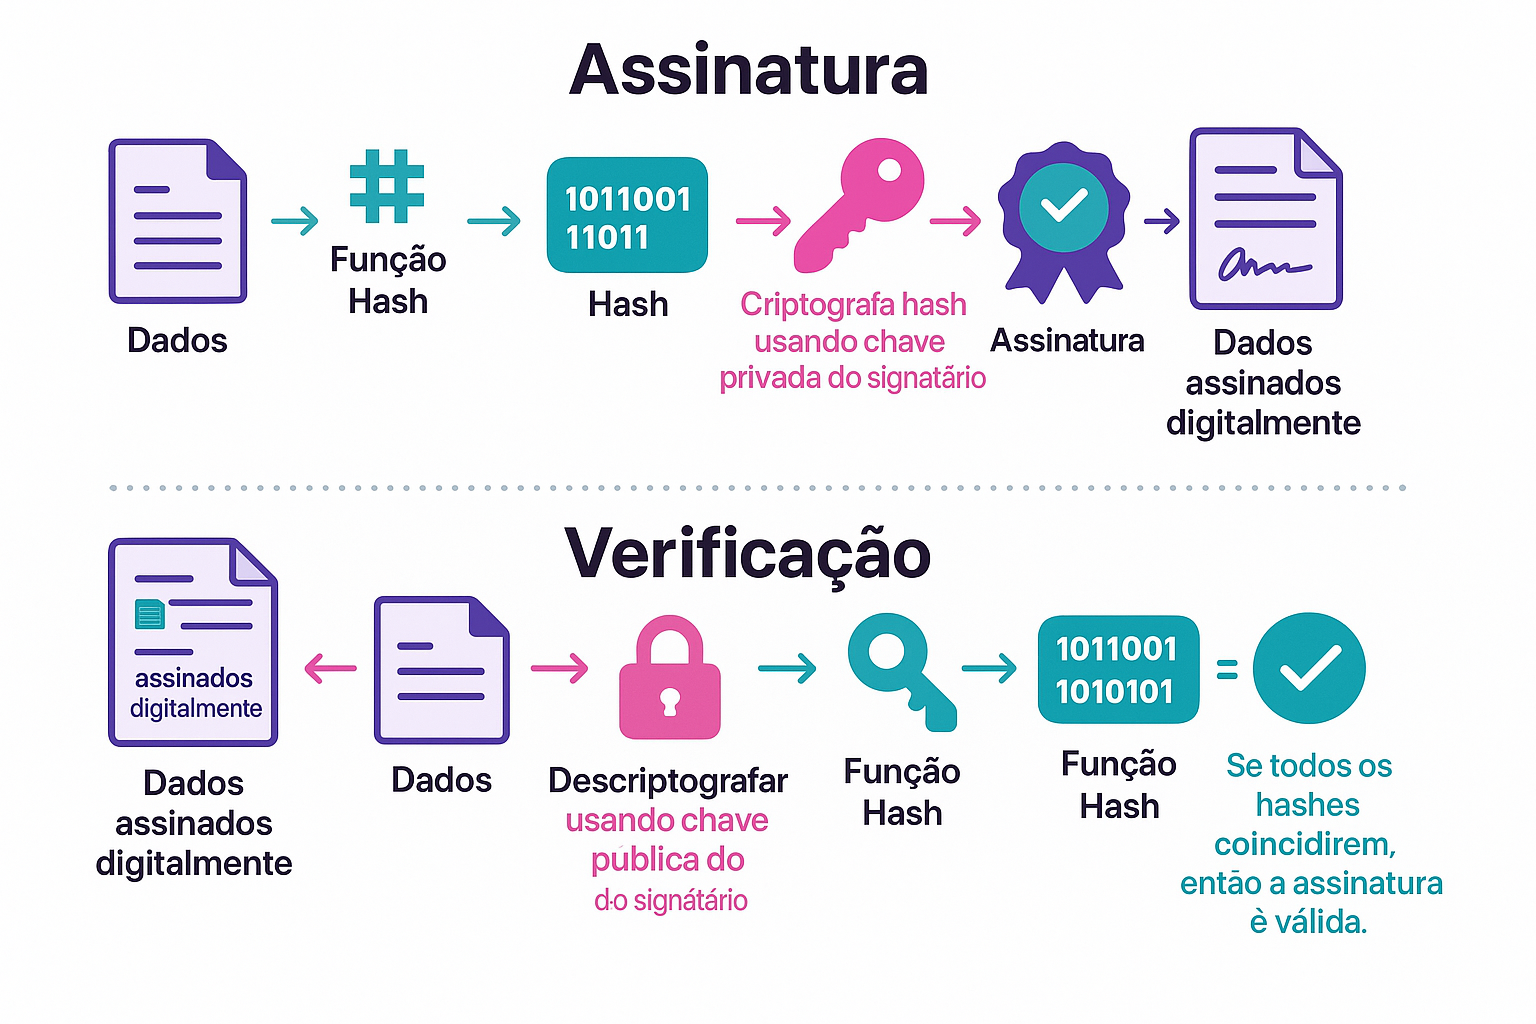 Assinatura
Dados
Função
Hash
1011001
11011
Hash
Criptografa hash
usando chave
privada do signatãrio
Assinatura
Dados
assinados
digitalmente
Verificação
assinados
digitalmente
Dados
assinados
digitalmente
Dados
Descriptografar
usando chave
pública do
do signátário
Função
Hash
1011001
1010101
Função
Hash
=
Se todos os
hashes
coincidirem,
então a assinatura
è válida.